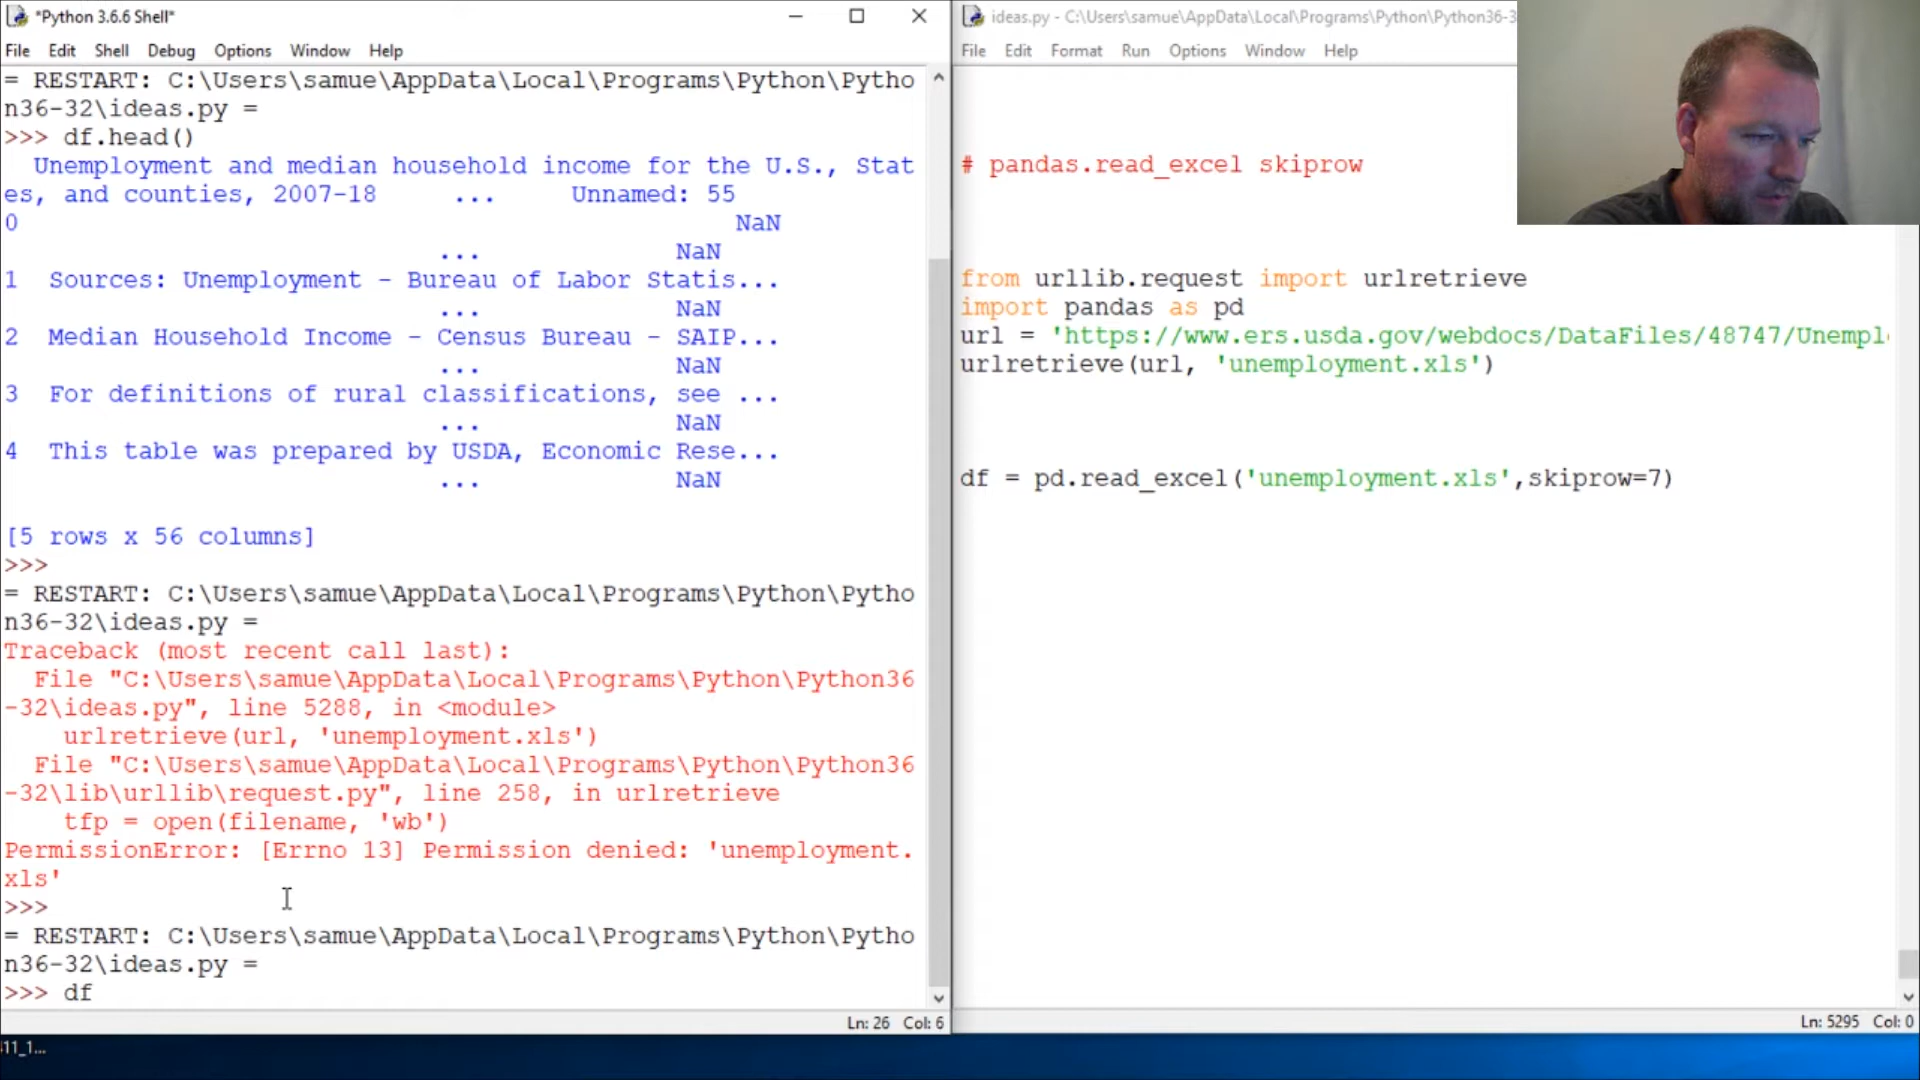 *Python 3.6.6 Shell*
File Edit Shell Debug Options Window Help
= RESTART: C:\Users\samue\AppData\Local\Programs\Python\Pytho
n36-32\ideas.py =
>>> df.head()
Unemployment and median household income for the U.S., Stat
es, and counties, 2007-18 ... Unnamed: 55
0 NaN
... NaN
1 Sources: Unemployment - Bureau of Labor Statis...
... NaN
2 Median Household Income - Census Bureau - SAIP...
... NaN
3 For definitions of rural classifications, see ...
... NaN
4 This table was prepared by USDA, Economic Rese...
... NaN
[5 rows x 56 columns]
>>>
= RESTART: C:\Users\samue\AppData\Local\Programs\Python\Pytho
n36-32\ideas.py =
Traceback (most recent call last):
File "C:\Users\samue\AppData\Local\Programs\Python\Python36
-32\ideas.py", line 5288, in <module>
urlretrieve(url, 'unemployment.xls')
File "C:\Users\samue\AppData\Local\Programs\Python\Python36
-32\lib\urllib\request.py", line 258, in urlretrieve
tfp = open(filename, 'wb')
PermissionError: [Errno 13] Permission denied: 'unemployment.
xls'
>>>
= RESTART: C:\Users\samue\AppData\Local\Programs\Python\Pytho
n36-32\ideas.py =
>>> df
Ln: 26 Col: 6
ideas.py - C:\Users\samue\AppData\Local\Programs\Python\Python36-3
File Edit Format Run Options Window Help
# pandas.read_excel skiprow
from urllib.request import urlretrieve
import pandas as pd
url = 'https://www.ers.usda.gov/webdocs/DataFiles/48747/Unempl
urlretrieve(url, 'unemployment.xls')
df = pd.read_excel('unemployment.xls',skiprow=7)
Ln: 5295 Col: 0
11_1...